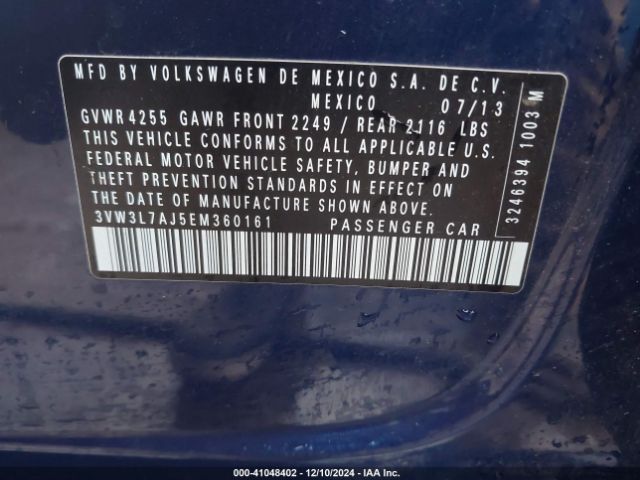 MFD BY VOLKSWAGEN DE MEXICO S.A. DE C.V.
MEXICO 07/13
GVWR 4255 GAWR FRONT 2249 / REAR 2116 LBS
THIS VEHICLE CONFORMS TO ALL APPLICABLE U.S.
FEDERAL MOTOR VEHICLE SAFETY, BUMPER AND
THEFT PREVENTION STANDARDS IN EFFECT ON
THE DATE OF MANUFACTURE SHOWN ABOVE.
3VW3L7AJ5EM360161 PASSENGER CAR
3246394 1003 M
000-41048402 - 12/10/2024 - IAA Inc.